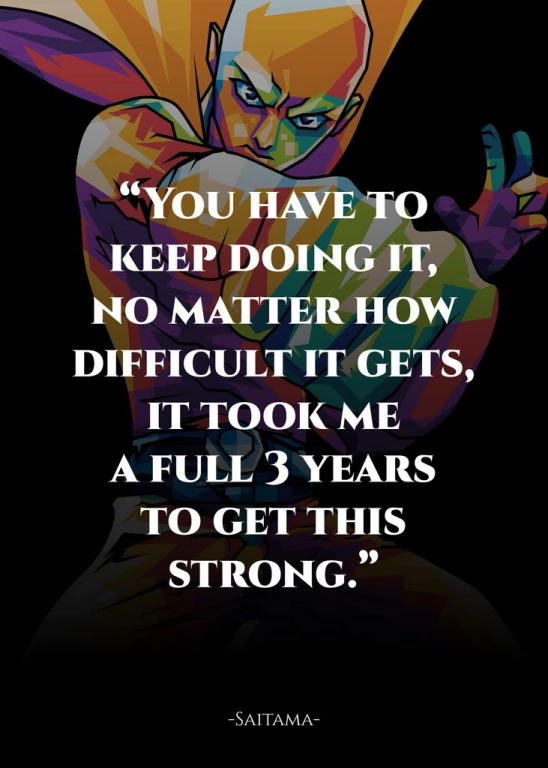 “You have to
keep doing it,
no matter how
difficult it gets,
it took me
a full 3 years
to get this
strong.”
-Saitama-